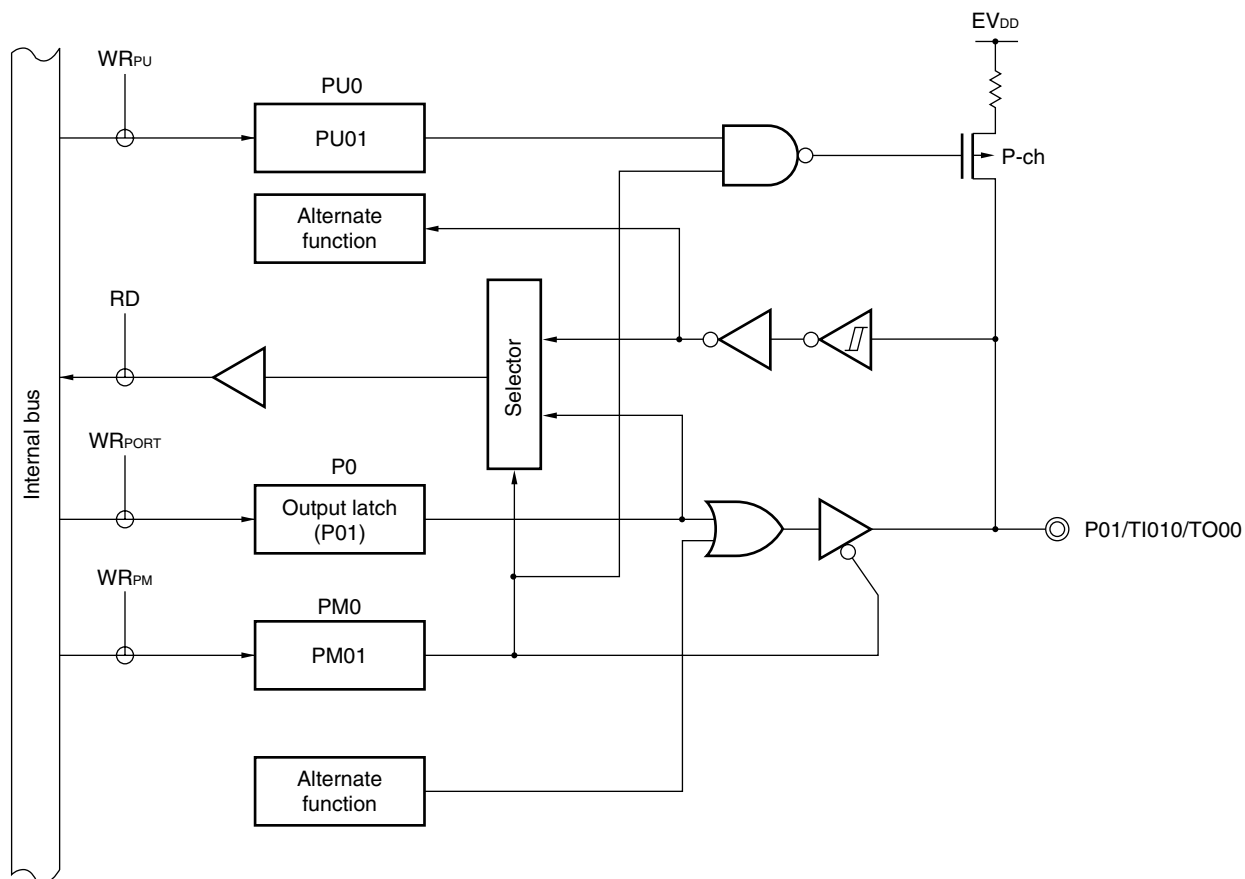 EVDD
WRPU
PU0
PU01
P-ch
Alternate
function
RD
Selector
Internal bus
WRPORT
P0
Output latch
(P01)
P01/TI010/TO00
WRPM
PM0
PM01
Alternate
function